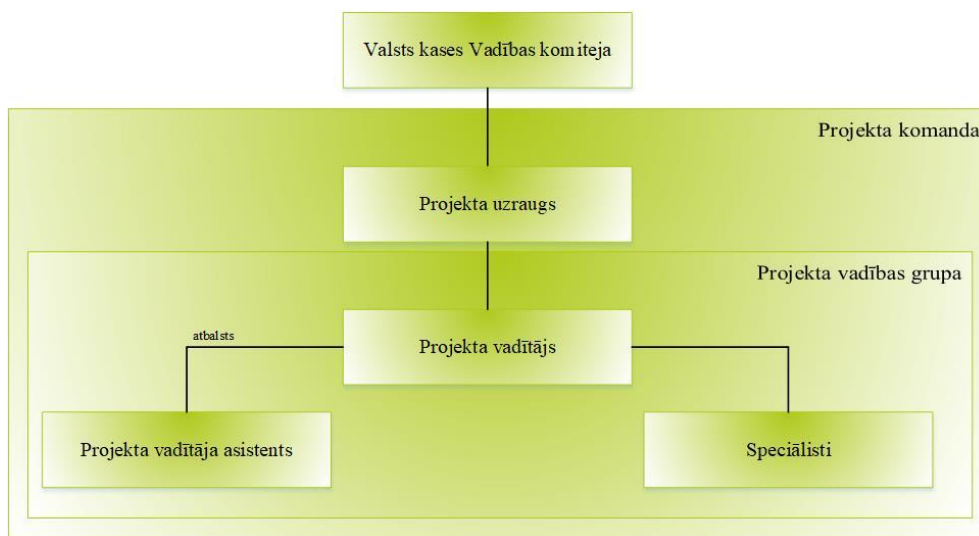 Valsts kases Vadības komiteja
Projekta komanda
Projekta uzraugs
Projekta vadības grupa
atbalsts
Projekta vadītājs
Projekta vadītāja asistents
Speciālisti